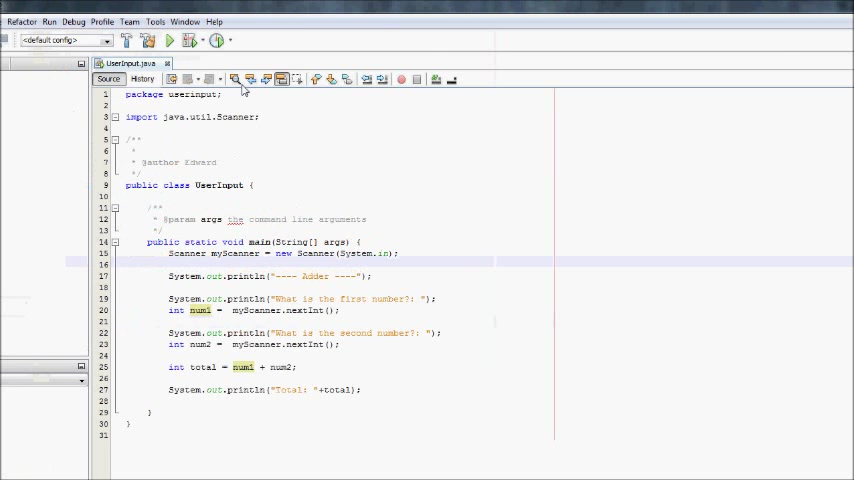 Refactor Run Debug Profile Team Tools Window Help
<default config>
UserInput.java
Source History
1 package userinput;
2
3 import java.util.Scanner;
4
5 /**
6 *
7 * @author Edward
8 */
9 public class UserInput {
10
11 /**
12 * @param args the command line arguments
13 */
14 public static void main(String[] args) {
15 Scanner myScanner = new Scanner(System.in);
16
17 System.out.println("---- Adder ----");
18
19 System.out.println("What is the first number?: ");
20 int num1 = myScanner.nextInt();
21
22 System.out.println("What is the second number?: ");
23 int num2 = myScanner.nextInt();
24
25 int total = num1 + num2;
26
27 System.out.println("Total: "+total);
28
29 }
30 }
31